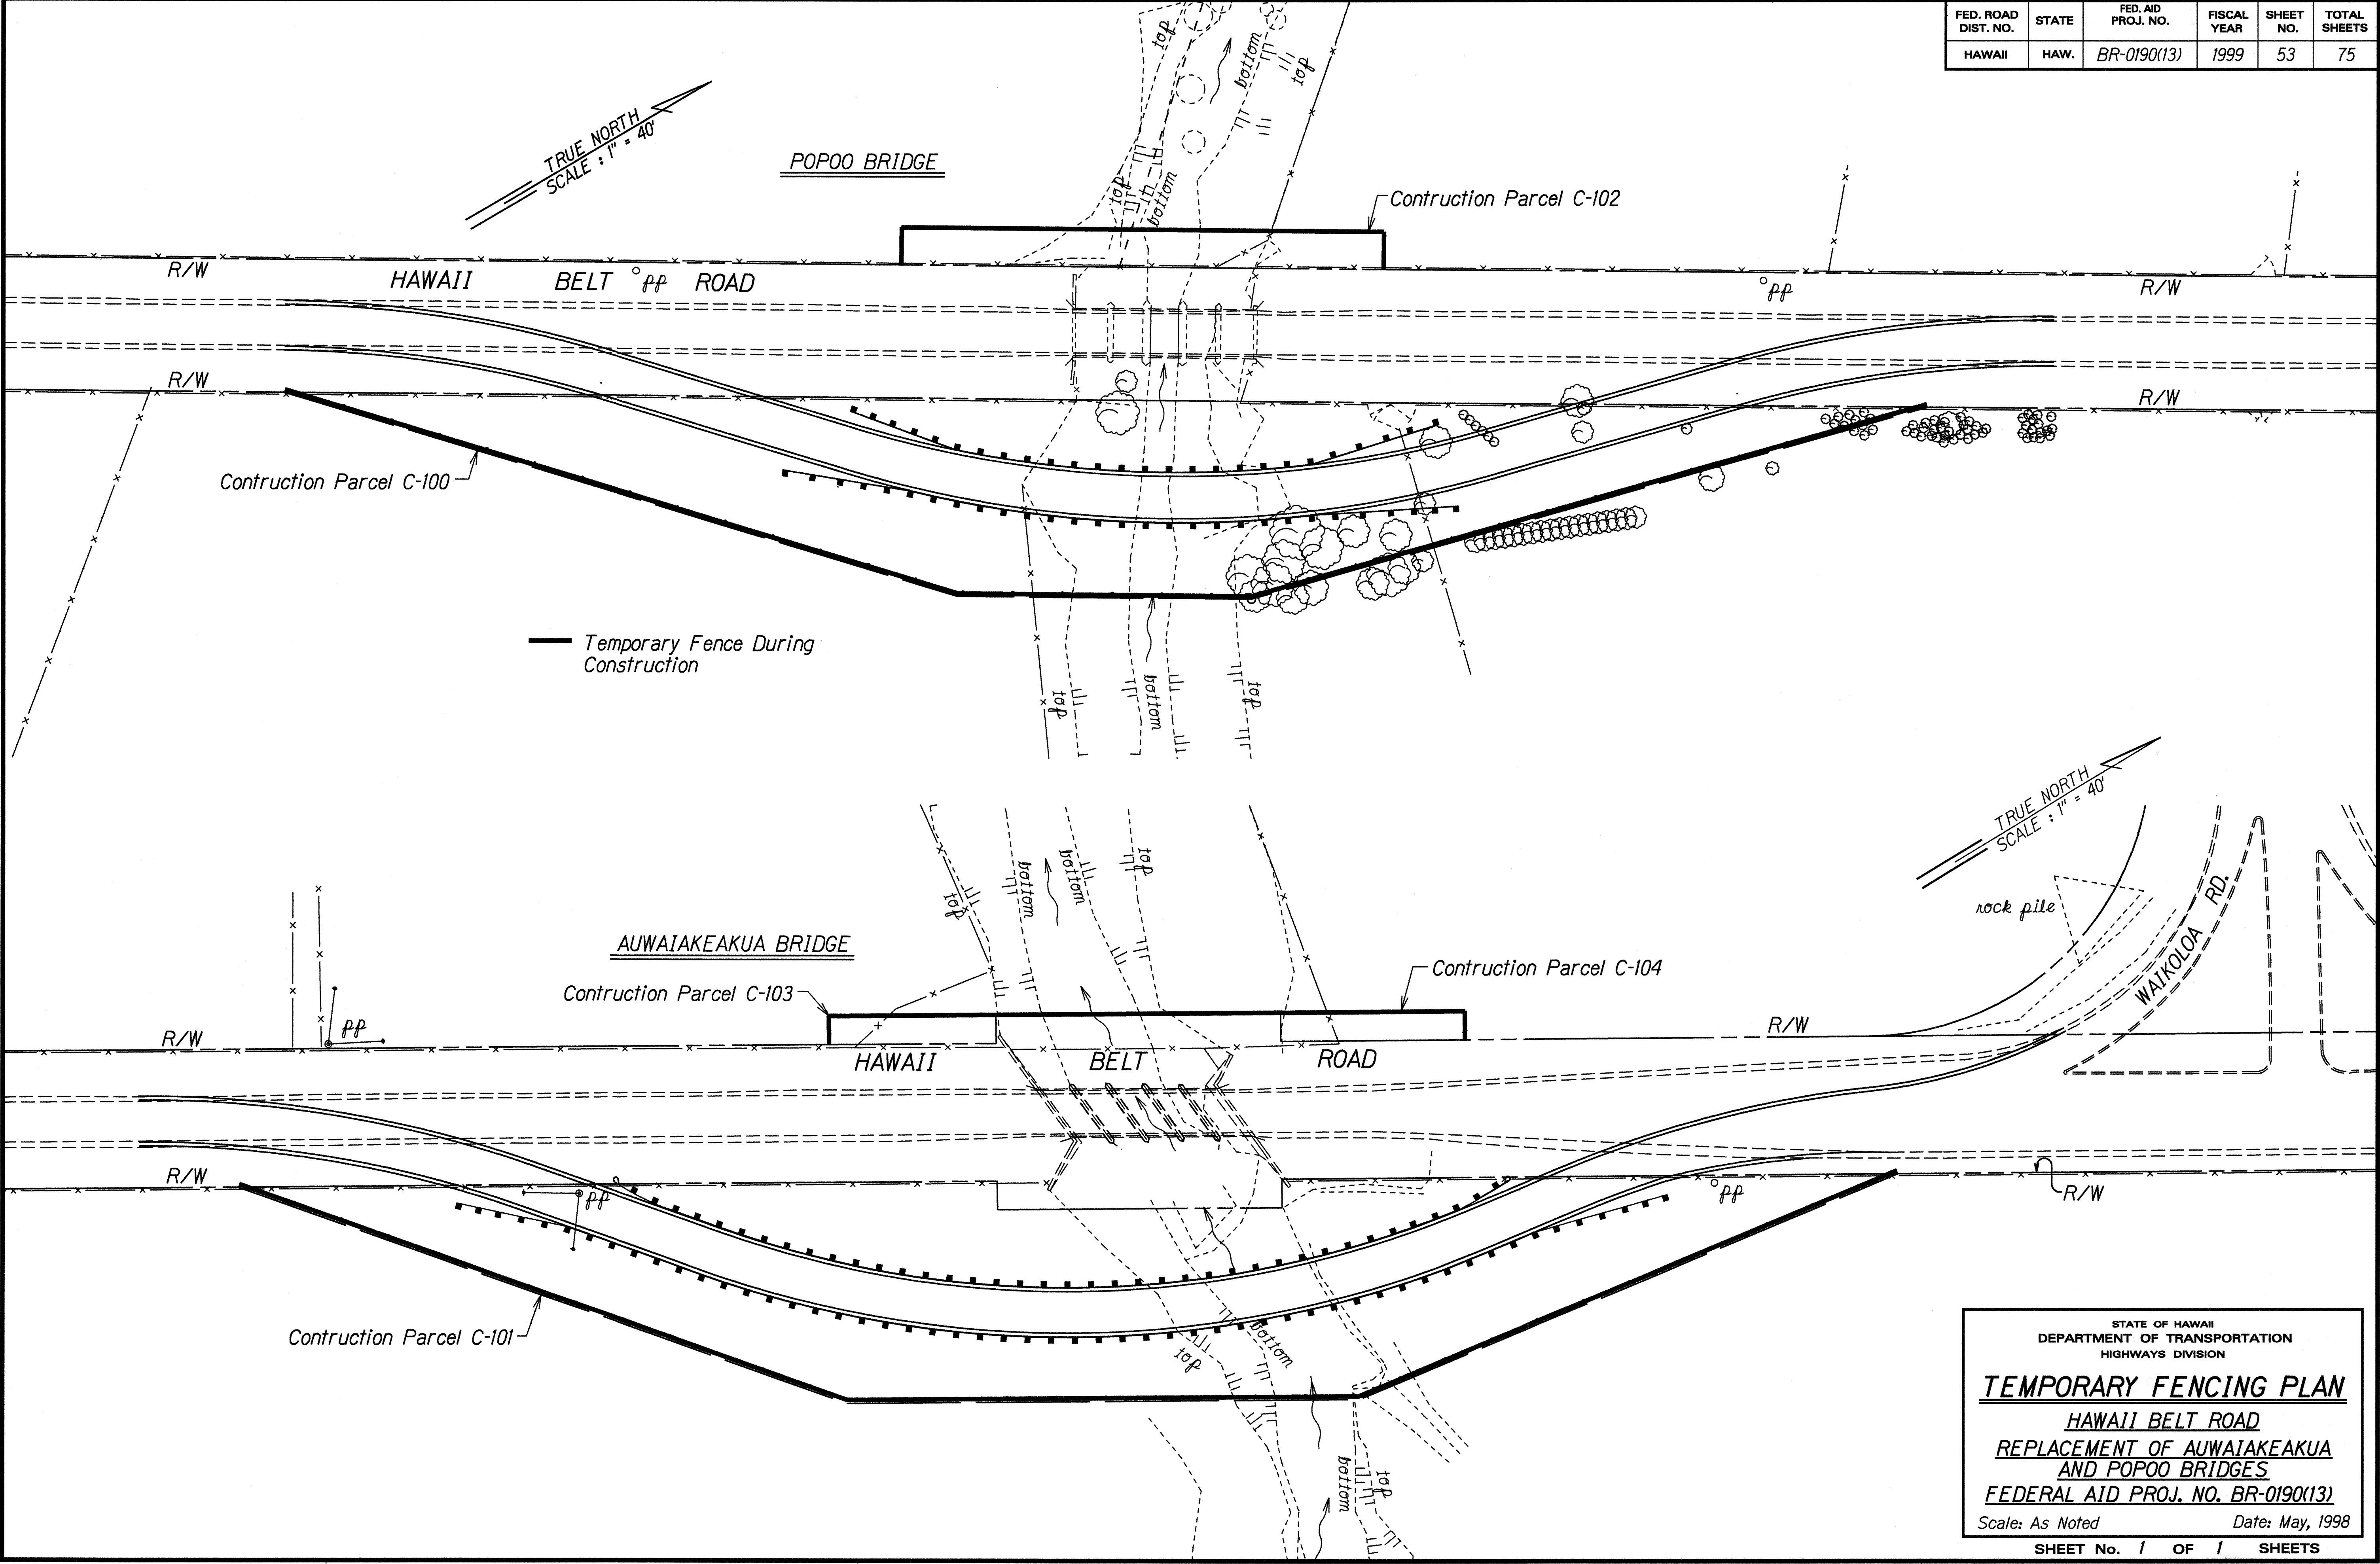 FED. ROAD DIST. NO. STATE FED. AID PROJ. NO. FISCAL YEAR SHEET NO. TOTAL SHEETS
HAWAII HAW. BR-0190(13) 1999 53 75
TRUE NORTH
SCALE : 1" = 40'
POPOO BRIDGE
top
bottom
top
top
bottom
Contruction Parcel C-102
R/W
HAWAII BELT pp ROAD
pp
R/W
R/W
R/W
Contruction Parcel C-100
Temporary Fence During
Construction
top
bottom
top
TRUE NORTH
SCALE : 1" = 40'
rock pile
WAIKOLOA RD.
top
bottom
bottom
top
AUWAIAKEAKUA BRIDGE
Contruction Parcel C-103
Contruction Parcel C-104
pp
R/W
R/W
HAWAII BELT ROAD
R/W
pp
pp
R/W
Contruction Parcel C-101
top
bottom
bottom
top
STATE OF HAWAII
DEPARTMENT OF TRANSPORTATION
HIGHWAYS DIVISION
TEMPORARY FENCING PLAN
HAWAII BELT ROAD
REPLACEMENT OF AUWAIAKEAKUA
AND POPOO BRIDGES
FEDERAL AID PROJ. NO. BR-0190(13)
Scale: As Noted Date: May, 1998
SHEET No. 1 OF 1 SHEETS